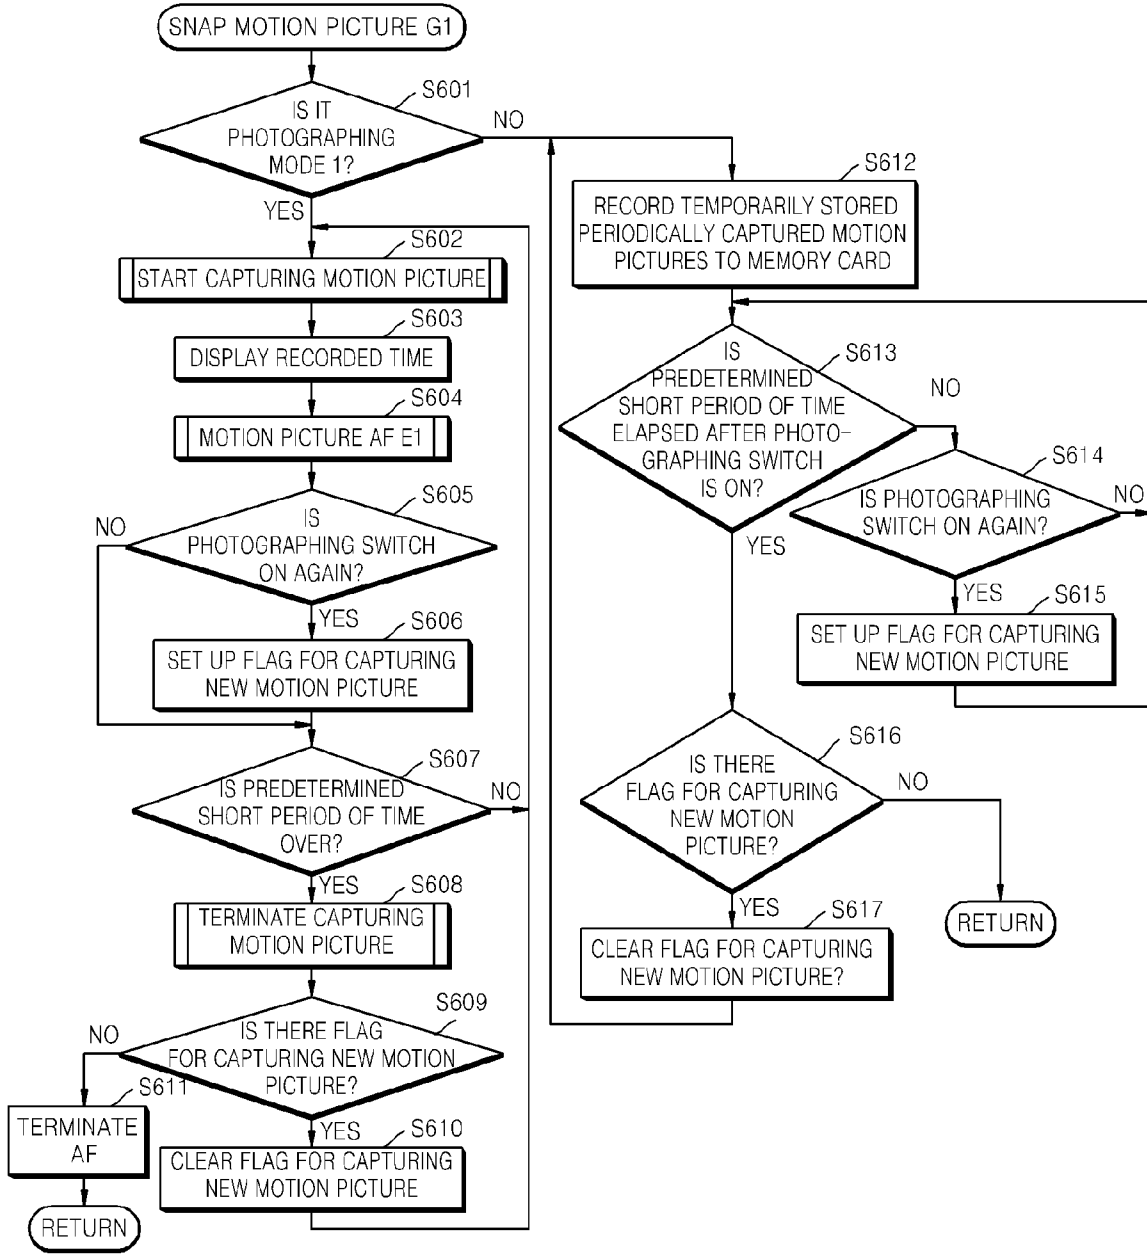 SNAP MOTION PICTURE G1
S601
IS IT
PHOTOGRAPHING
MODE 1?
NO
YES
S602
START CAPTURING MOTION PICTURE
S603
DISPLAY RECORDED TIME
S604
MOTION PICTURE AF E1
S605
NO
IS
PHOTOGRAPHING SWITCH
ON AGAIN?
YES
S606
SET UP FLAG FOR CAPTURING
NEW MOTION PICTURE
S607
IS PREDETERMINED
SHORT PERIOD OF TIME
OVER?
NO
YES
S608
TERMINATE CAPTURING
MOTION PICTURE
S609
NO
IS THERE FLAG
FOR CAPTURING NEW MOTION
PICTURE?
S611
TERMINATE
AF
RETURN
YES
S610
CLEAR FLAG FOR CAPTURING
NEW MOTION PICTURE
S612
RECORD TEMPORARILY STORED
PERIODICALLY CAPTURED MOTION
PICTURES TO MEMORY CARD
S613
IS
PREDETERMINED
SHORT PERIOD OF TIME
ELAPSED AFTER PHOTO-
GRAPHING SWITCH
IS ON?
NO
YES
S614
IS PHOTOGRAPHING
SWITCH ON AGAIN?
NO
YES
S615
SET UP FLAG FOR CAPTURING
NEW MOTION PICTURE
S616
IS THERE
FLAG FOR CAPTURING
NEW MOTION
PICTURE?
NO
RETURN
YES
S617
CLEAR FLAG FOR CAPTURING
NEW MOTION PICTURE?